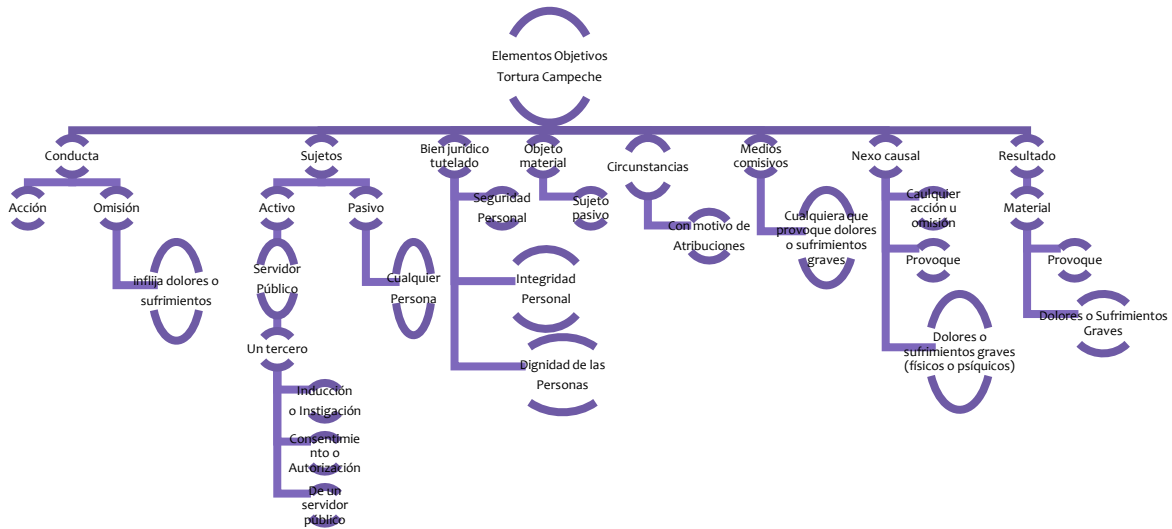 Elementos Objetivos
Tortura Campeche
Conducta
Acción
Omisión
inflija dolores o
sufrimientos
Sujetos
Activo
Servidor
Público
Un tercero
Inducción
o Instigación
Consentimie
nto o
Autorización
De un
servidor
público
Pasivo
Cualquier
Persona
Bien jurídico
tutelado
Seguridad
Personal
Integridad
Personal
Dignidad de las
Personas
Objeto
material
Sujeto
pasivo
Circunstancias
Con motivo de
Atribuciones
Medios
comisivos
Cualquiera que
provoque dolores
o sufrimientos
graves
Nexo causal
Caulquier
acción u
omisión
Provoque
Dolores o
sufrimientos graves
(físicos o psíquicos)
Resultado
Material
Provoque
Dolores o Sufrimientos
Graves